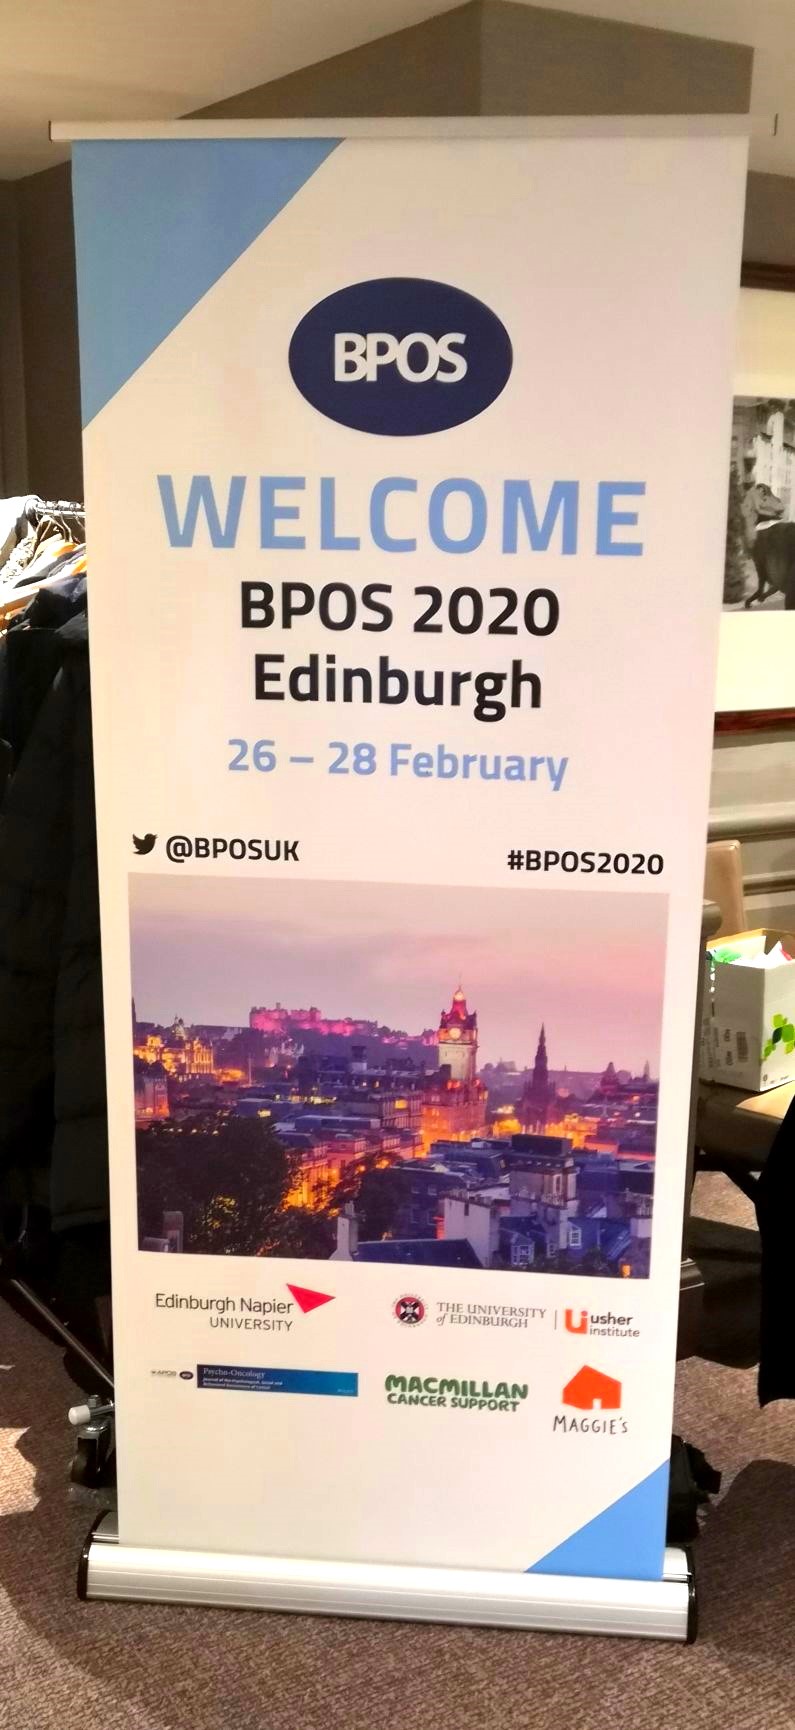 BPOS
WELCOME
BPOS 2020
Edinburgh
26 – 28 February
@BPOSUK
#BPOS2020
Edinburgh Napier
UNIVERSITY
THE UNIVERSITY
of EDINBURGH
usher
institute
Psycho-Oncology
MACMILLAN
CANCER SUPPORT
MAGGIE'S